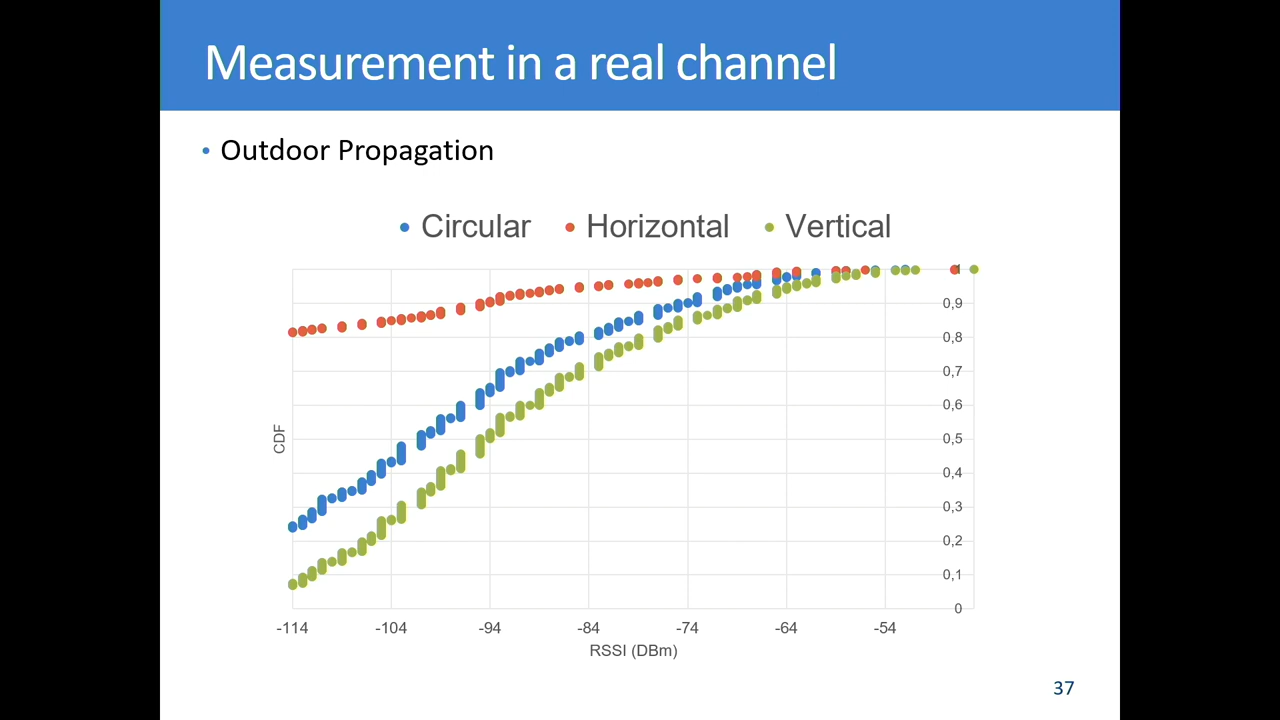 Measurement in a real channel
• Outdoor Propagation
Circular Horizontal Vertical
1
0,9
0,8
0,7
0,6
0,5
0,4
0,3
0,2
0,1
0
CDF
-114 -104 -94 -84 -74 -64 -54
RSSI (DBm)
37